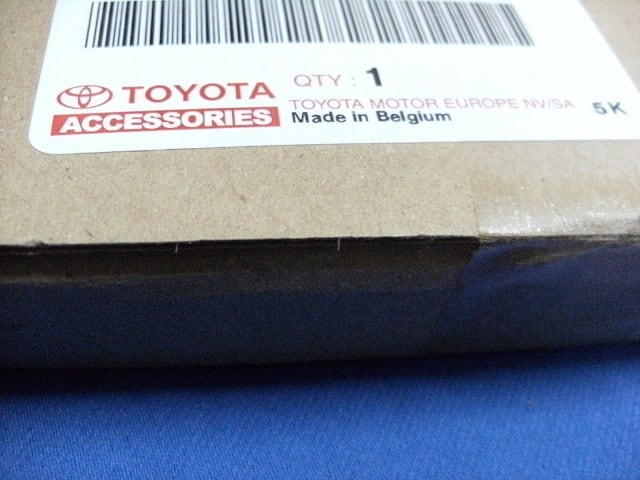 TOYOTA
ACCESSORIES
QTY : 1
TOYOTA MOTOR EUROPE NV/SA
Made in Belgium
5K